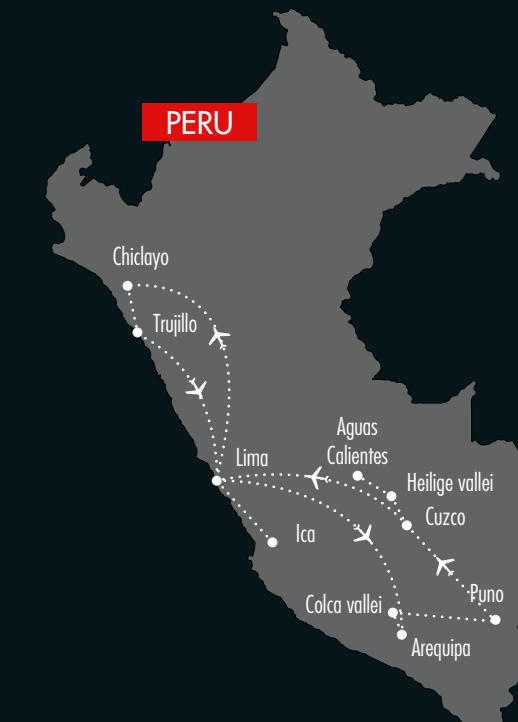 PERU
Chiclayo
Trujillo
Lima
Aguas
Calientes
Heilige vallei
Cuzco
Ica
Puno
Colca vallei
Arequipa